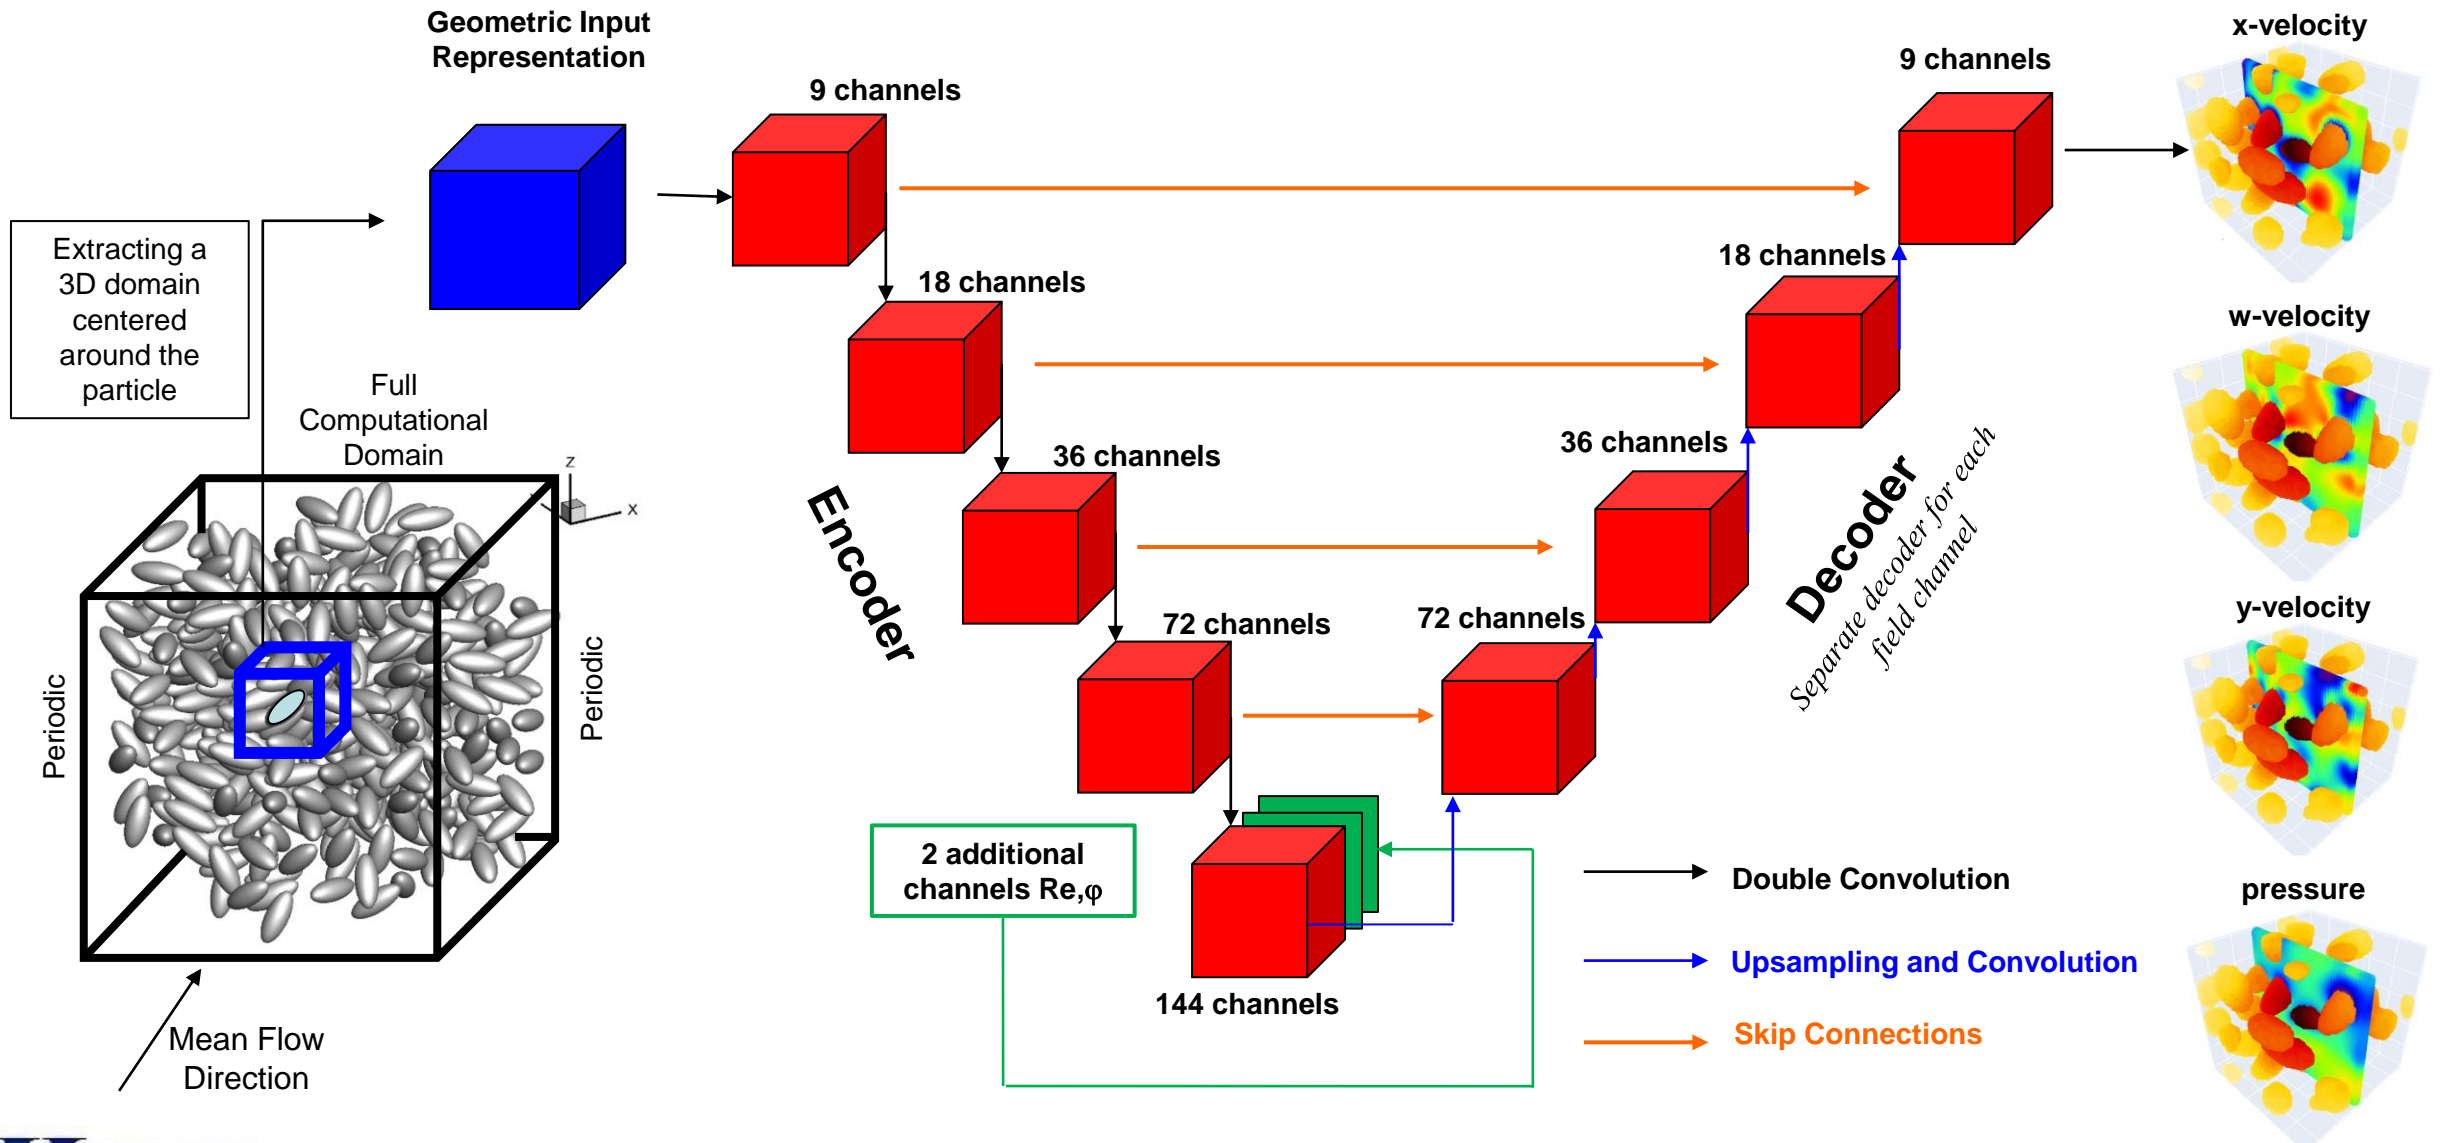 Geometric Input
Representation
9 channels
9 channels
x-velocity
Extracting a
3D domain
centered
around the
particle
18 channels
18 channels
w-velocity
Full
Computational
Domain
z
x
36 channels
36 channels
Encoder
Decoder
Separate decoder for each
field channel
Periodic
Periodic
72 channels
72 channels
y-velocity
2 additional
channels Re,φ
144 channels
Double Convolution
Upsampling and Convolution
Skip Connections
pressure
Mean Flow
Direction